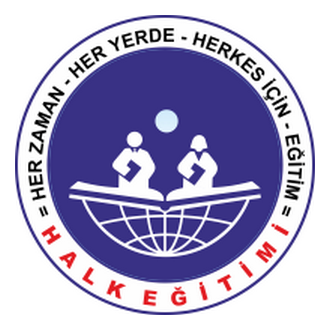 = HER ZAMAN - HER YERDE - HERKES İÇİN - EĞİTİM =
HALK EĞİTİMİ